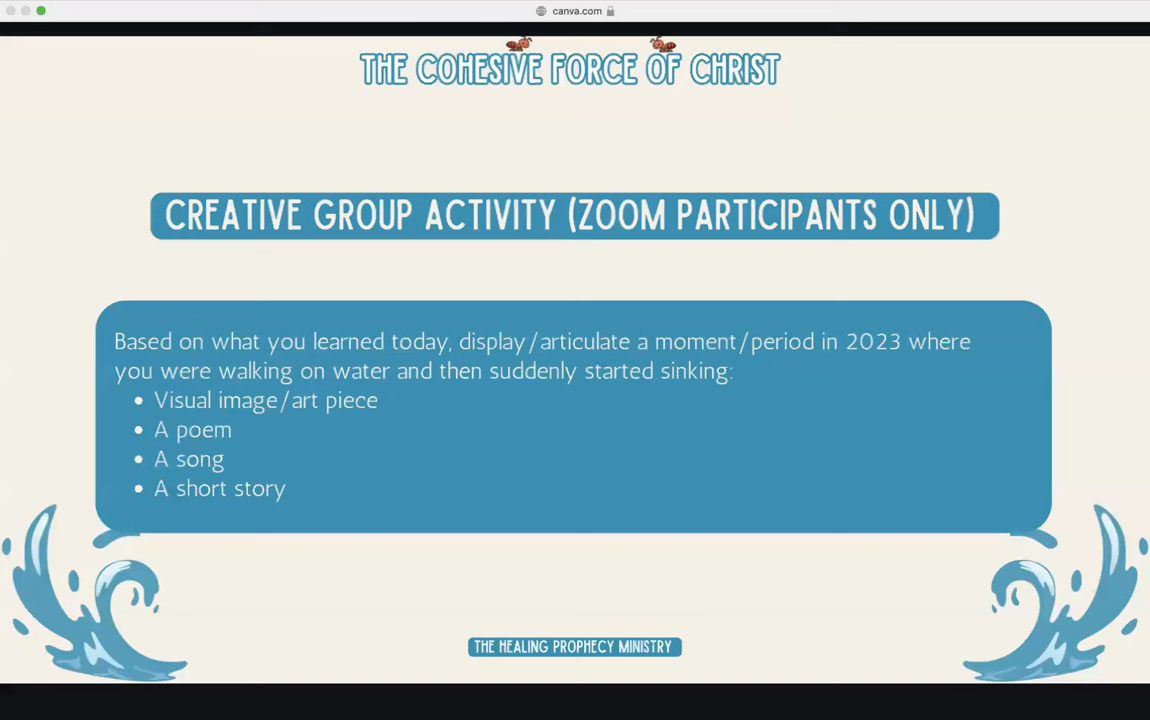 canva.com
THE COHESIVE FORCE OF CHRIST
CREATIVE GROUP ACTIVITY (ZOOM PARTICIPANTS ONLY)
Based on what you learned today, display/articulate a moment/period in 2023 where
you were walking on water and then suddenly started sinking:
• Visual image/art piece
• A poem
• A song
• A short story
THE HEALING PROPHECY MINISTRY